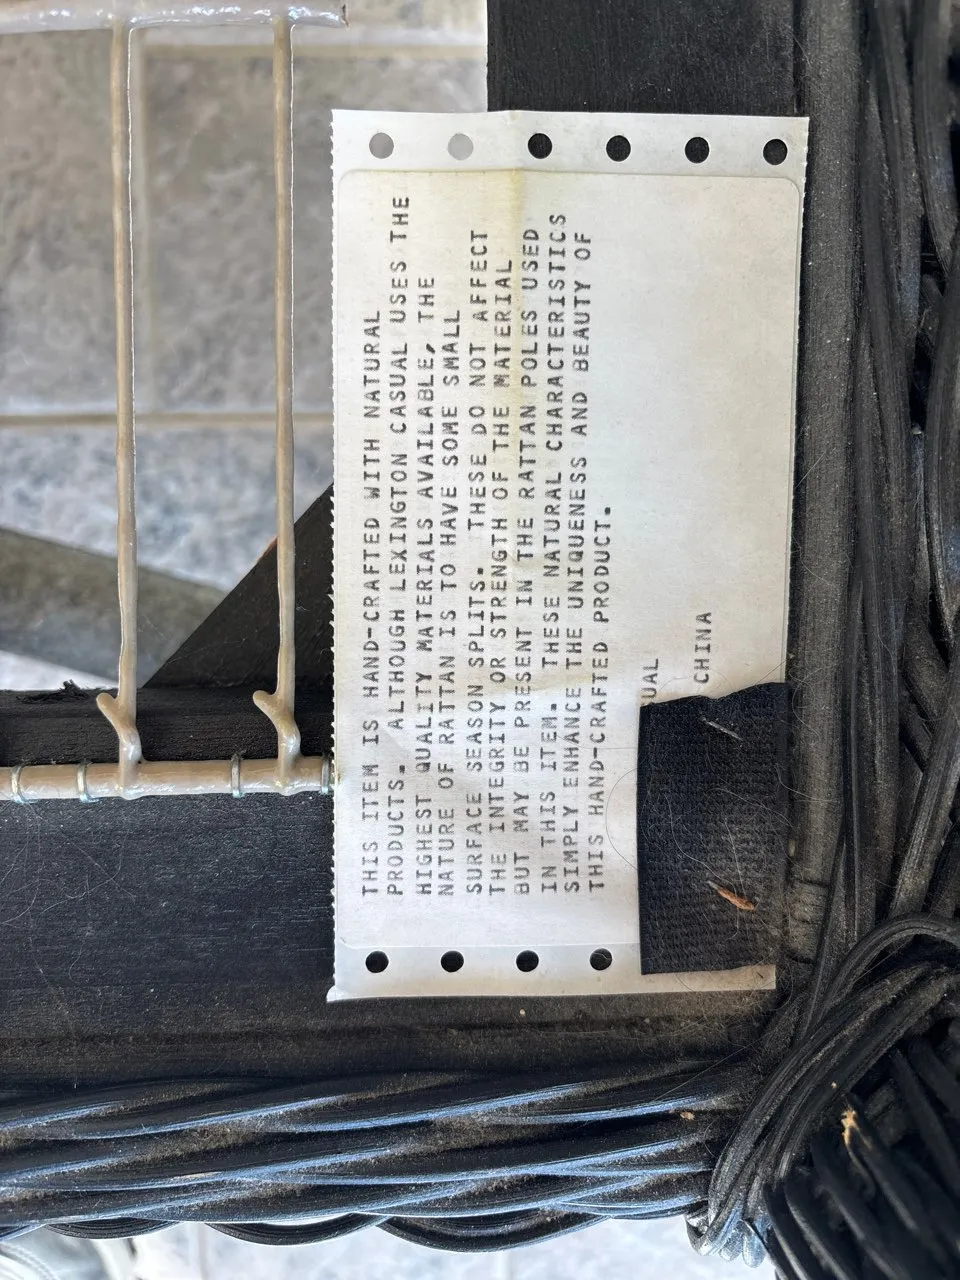 THIS ITEM IS HAND-CRAFTED WITH NATURAL
PRODUCTS. ALTHOUGH LEXINGTON CASUAL USES THE
HIGHEST QUALITY MATERIALS AVAILABLE, THE
NATURE OF RATTAN IS TO HAVE SOME SMALL
SURFACE SEASON SPLITS. THESE DO NOT AFFECT
THE INTEGRITY OR STRENGTH OF THE MATERIAL
BUT MAY BE PRESENT IN THE RATTAN POLES USED
IN THIS ITEM. THESE NATURAL CHARACTERISTICS
SIMPLY ENHANCE THE UNIQUENESS AND BEAUTY OF
THIS HAND-CRAFTED PRODUCT.
UAL
CHINA